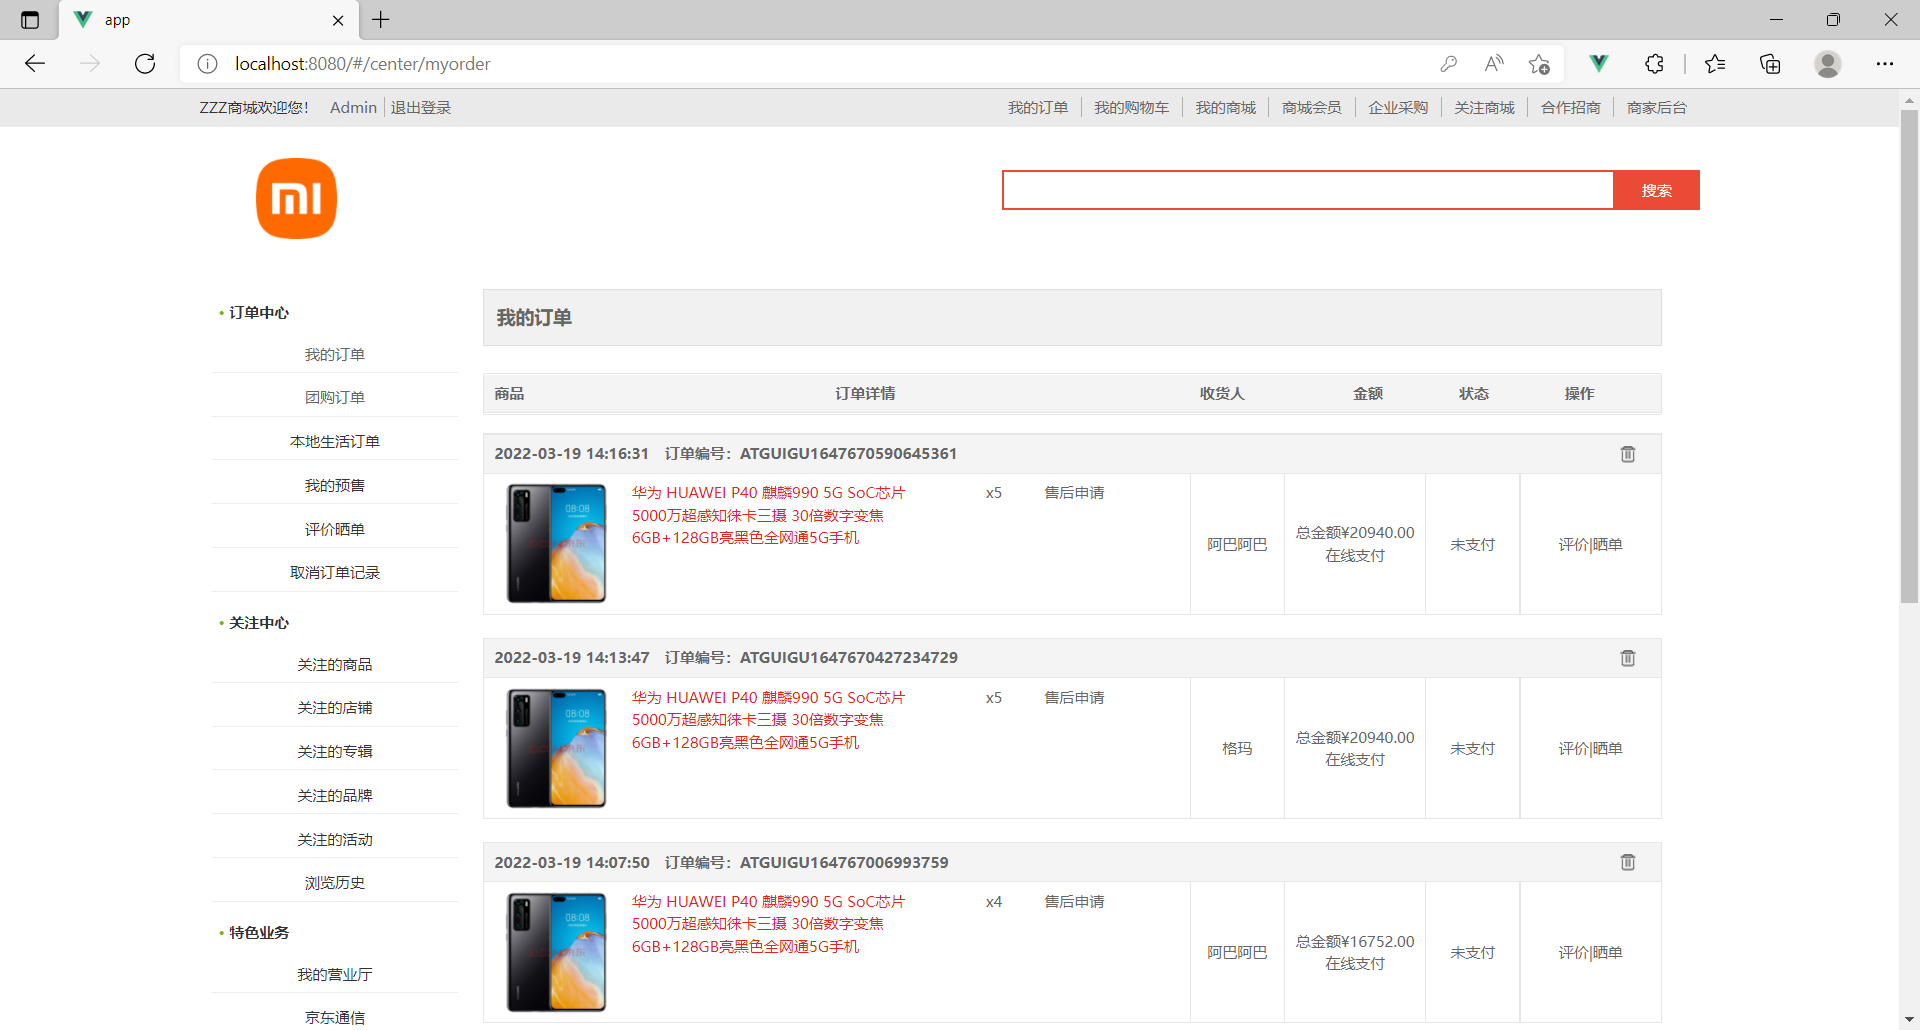 app
localhost:8080/#/center/myorder
ZZZ商城欢迎您! Admin 退出登录 我的订单 我的购物车 我的商城 商城会员 企业采购 关注商城 合作招商 商家后台
搜索
订单中心
我的订单
团购订单
本地生活订单
我的预售
评价晒单
取消订单记录
关注中心
关注的商品
关注的店铺
关注的专辑
关注的品牌
关注的活动
浏览历史
特色业务
我的营业厅
京东通信
我的订单
商品 订单详情 收货人 金额 状态 操作
2022-03-19 14:16:31 订单编号：ATGUIGU1647670590645361
华为 HUAWEI P40 麒麟990 5G SoC芯片
5000万超感知徕卡三摄 30倍数字变焦
6GB+128GB亮黑色全网通5G手机
x5 售后申请
阿巴阿巴
总金额¥20940.00
在线支付
未支付
评价|晒单
2022-03-19 14:13:47 订单编号：ATGUIGU1647670427234729
华为 HUAWEI P40 麒麟990 5G SoC芯片
5000万超感知徕卡三摄 30倍数字变焦
6GB+128GB亮黑色全网通5G手机
x5 售后申请
格玛
总金额¥20940.00
在线支付
未支付
评价|晒单
2022-03-19 14:07:50 订单编号：ATGUIGU164767006993759
华为 HUAWEI P40 麒麟990 5G SoC芯片
5000万超感知徕卡三摄 30倍数字变焦
6GB+128GB亮黑色全网通5G手机
x4 售后申请
阿巴阿巴
总金额¥16752.00
在线支付
未支付
评价|晒单
08:08
08:08
08:08